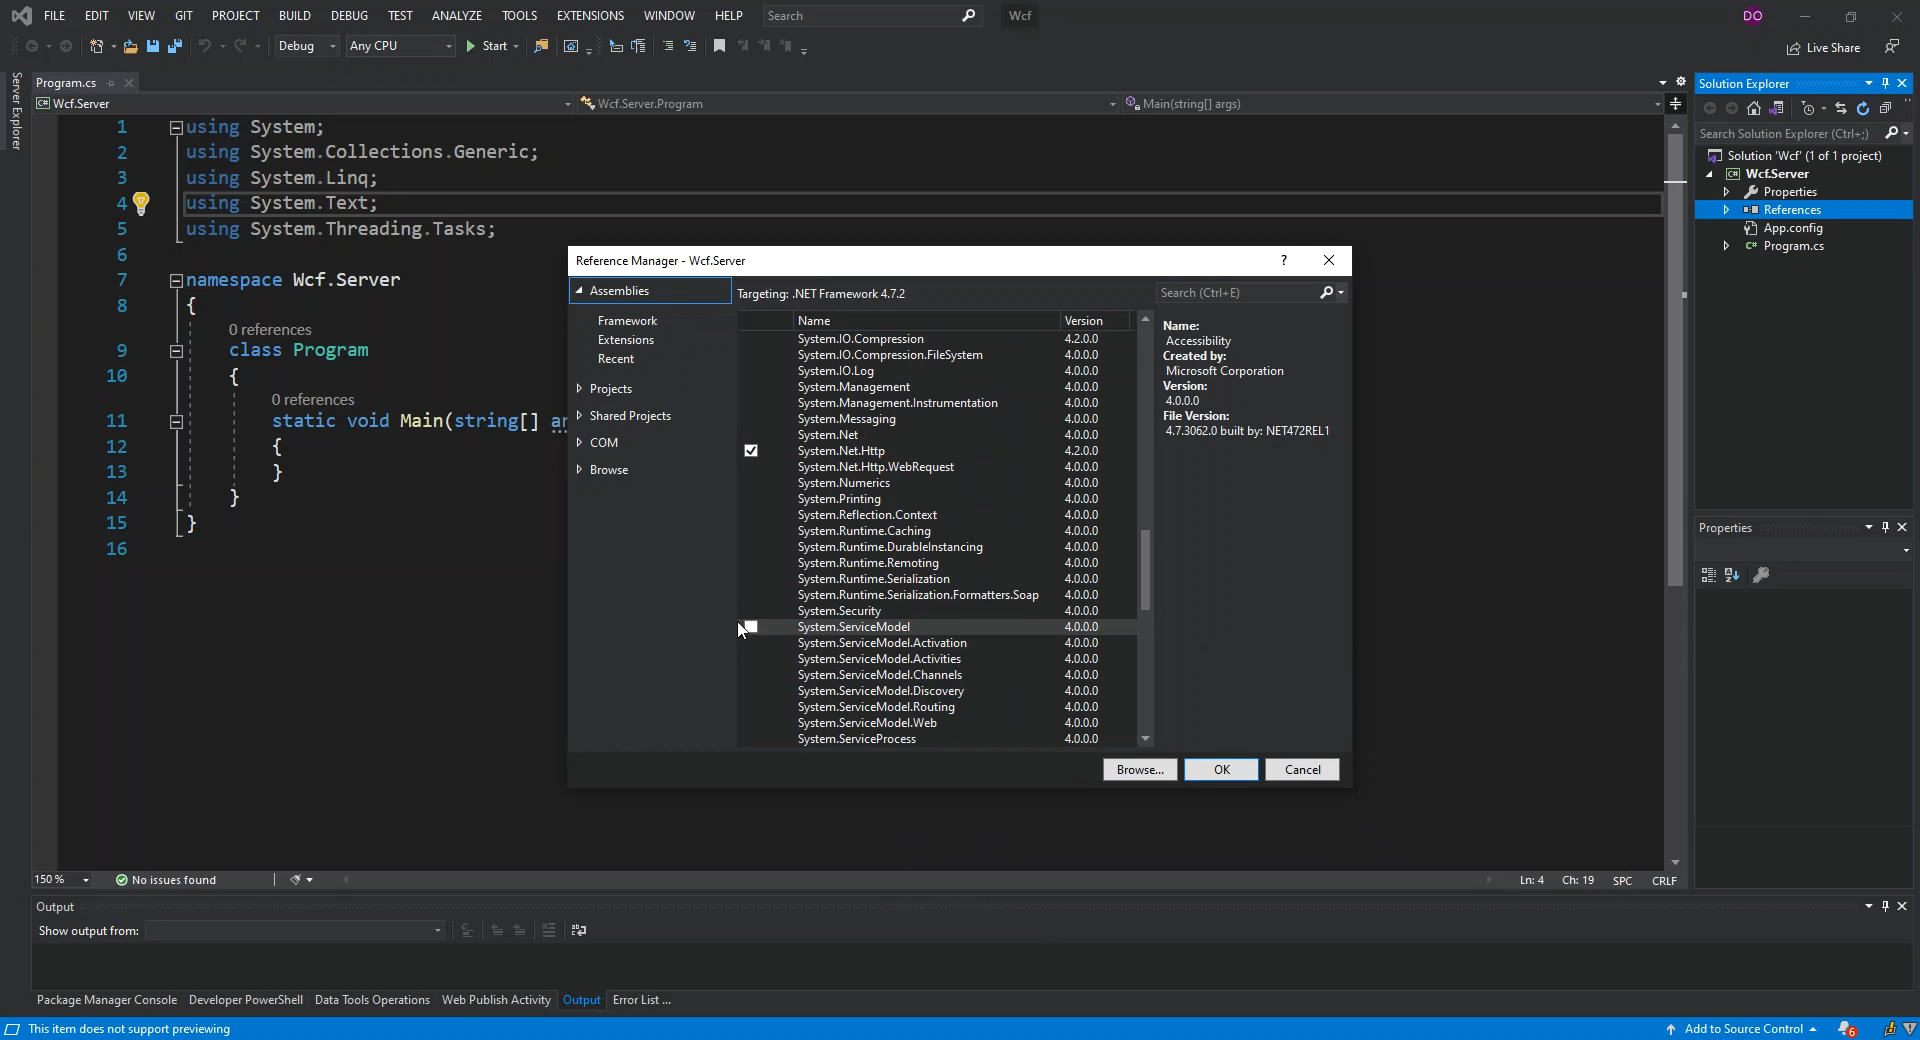 FILE EDIT VIEW GIT PROJECT BUILD DEBUG TEST ANALYZE TOOLS EXTENSIONS WINDOW HELP Search Wcf DO
Debug Any CPU Start Live Share
Server Explorer
Program.cs
Wcf.Server Wcf.Server.Program Main(string[] args)
1 using System;
2 using System.Collections.Generic;
3 using System.Linq;
4 using System.Text;
5 using System.Threading.Tasks;
6
7 namespace Wcf.Server
8 {
0 references
9 class Program
10 {
0 references
11 static void Main(string[] ar
12 {
13 }
14 }
15 }
16
150 % No issues found Ln: 4 Ch: 19 SPC CRLF
Reference Manager - Wcf.Server ?
Assemblies
Framework
Extensions
Recent
Projects
Shared Projects
COM
Browse
Targeting: .NET Framework 4.7.2 Search (Ctrl+E)
Name Version
System.IO.Compression 4.2.0.0
System.IO.Compression.FileSystem 4.0.0.0
System.IO.Log 4.0.0.0
System.Management 4.0.0.0
System.Management.Instrumentation 4.0.0.0
System.Messaging 4.0.0.0
System.Net 4.0.0.0
System.Net.Http 4.2.0.0
System.Net.Http.WebRequest 4.0.0.0
System.Numerics 4.0.0.0
System.Printing 4.0.0.0
System.Reflection.Context 4.0.0.0
System.Runtime.Caching 4.0.0.0
System.Runtime.DurableInstancing 4.0.0.0
System.Runtime.Remoting 4.0.0.0
System.Runtime.Serialization 4.0.0.0
System.Runtime.Serialization.Formatters.Soap 4.0.0.0
System.Security 4.0.0.0
System.ServiceModel 4.0.0.0
System.ServiceModel.Activation 4.0.0.0
System.ServiceModel.Activities 4.0.0.0
System.ServiceModel.Channels 4.0.0.0
System.ServiceModel.Discovery 4.0.0.0
System.ServiceModel.Routing 4.0.0.0
System.ServiceModel.Web 4.0.0.0
System.ServiceProcess 4.0.0.0
Name:
Accessibility
Created by:
Microsoft Corporation
Version:
4.0.0.0
File Version:
4.7.3062.0 built by: NET472REL1
Browse... OK Cancel
Solution Explorer
Search Solution Explorer (Ctrl+;)
Solution 'Wcf' (1 of 1 project)
Wcf.Server
Properties
References
App.config
Program.cs
Properties
Output
Show output from:
Package Manager Console Developer PowerShell Data Tools Operations Web Publish Activity Output Error List ...
This item does not support previewing Add to Source Control 6